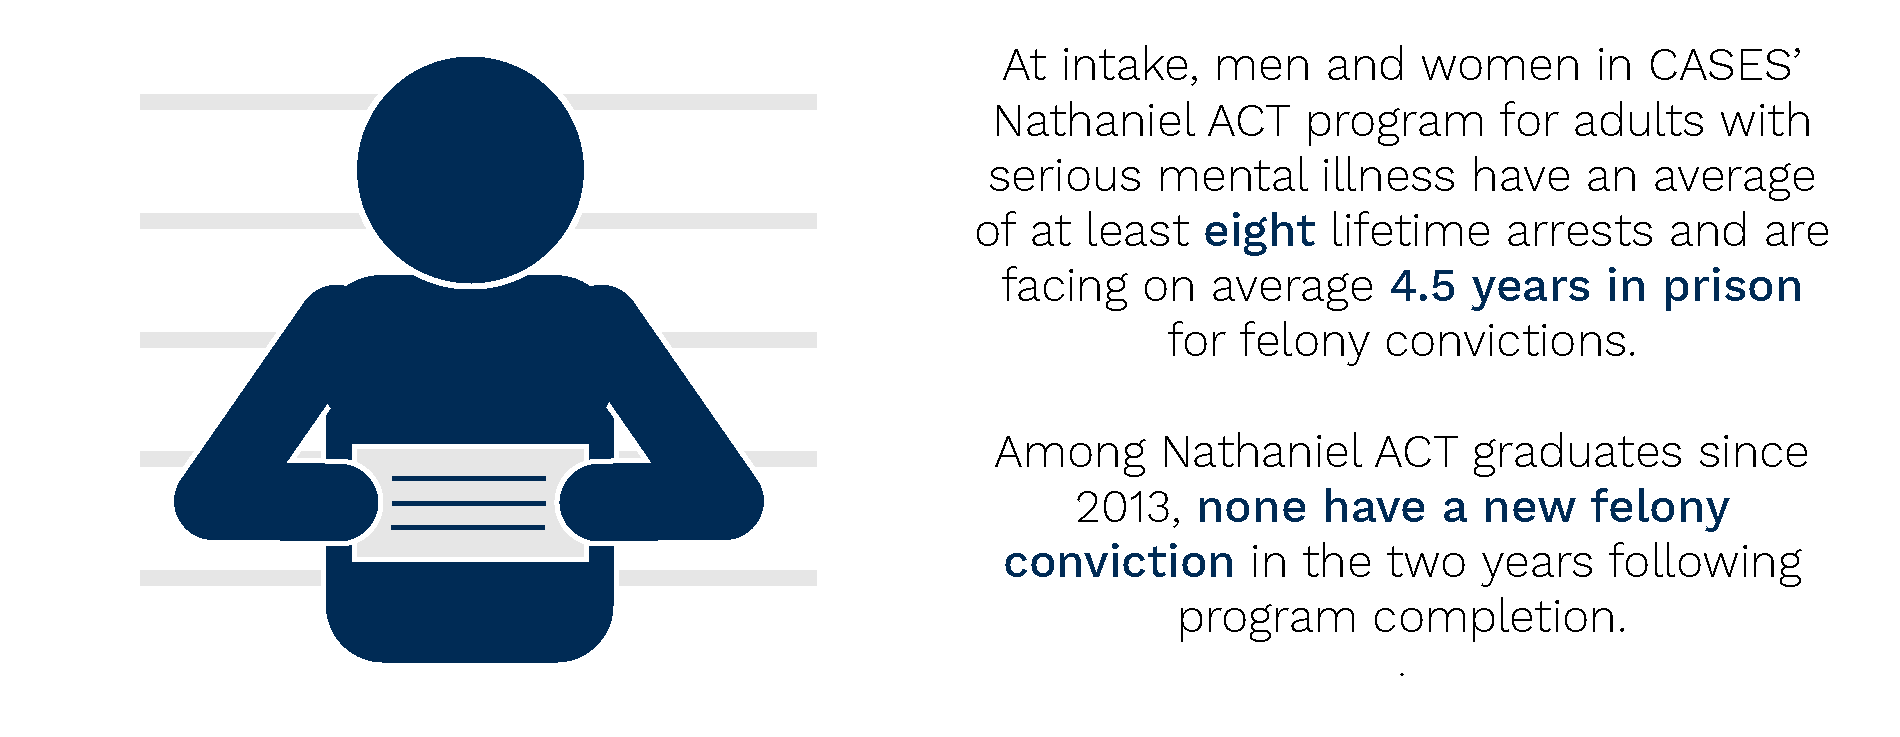 At intake, men and women in CASES’
Nathaniel ACT program for adults with
serious mental illness have an average
of at least eight lifetime arrests and are
facing on average 4.5 years in prison
for felony convictions.
Among Nathaniel ACT graduates since
2013, none have a new felony
conviction in the two years following
program completion.
.